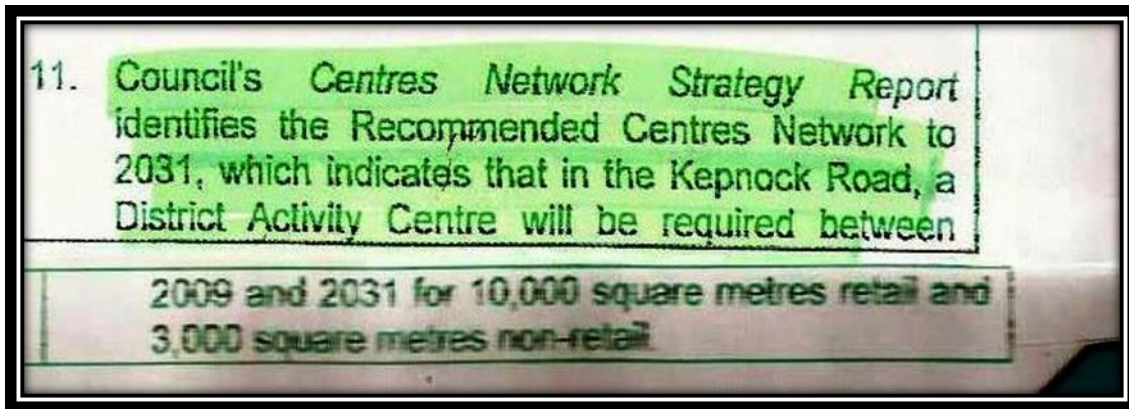 11. Council's Centres Network Strategy Report
identifies the Recommended Centres Network to
2031, which indicates that in the Kepnock Road, a
District Activity Centre will be required between
2009 and 2031 for 10,000 square metres retail and
3,000 square metres non-retail.